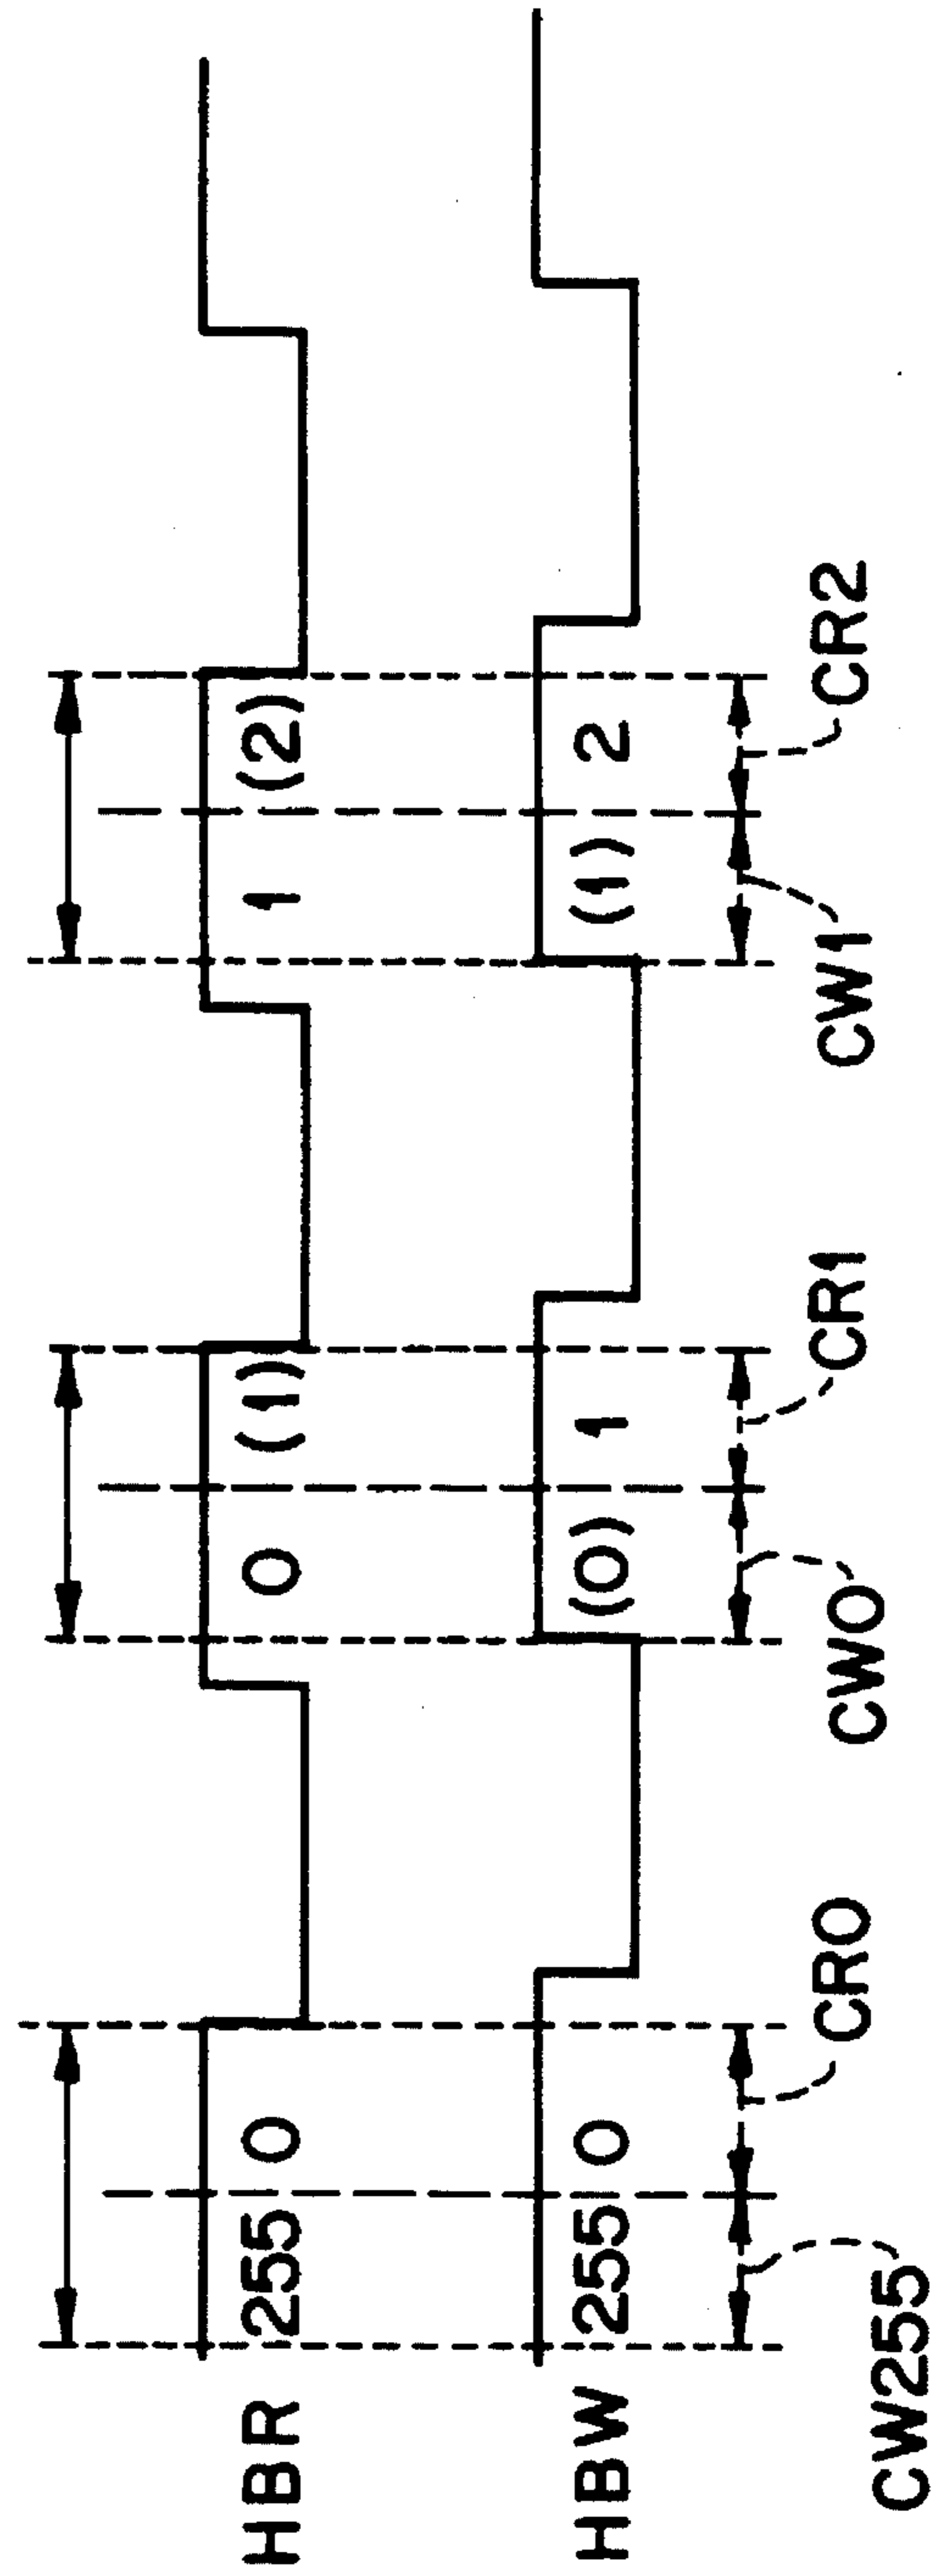 HBR 255 0 0 (1) 1 (2)
HBW 255 0 (0) 1 (1) 2
CW255 CR0 CW0 CR1 CW1 CR2